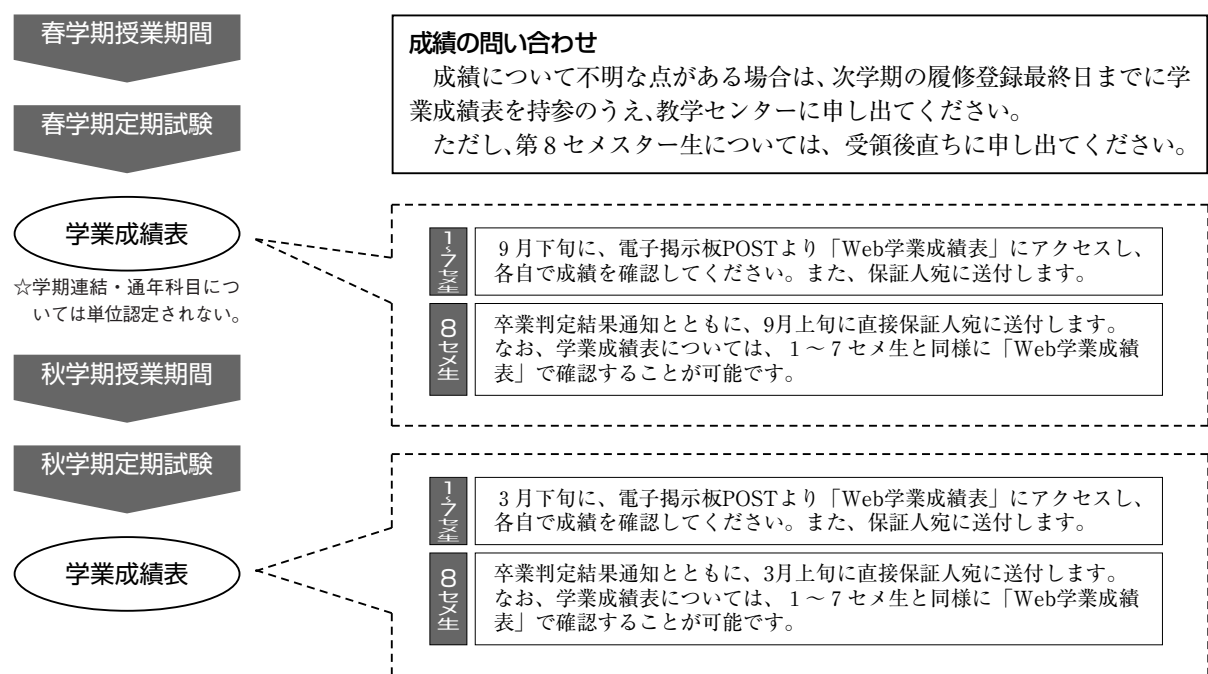 春学期授業期間
春学期定期試験
学業成績表
☆学期連結・通年科目につ
いては単位認定されない。
秋学期授業期間
秋学期定期試験
学業成績表
成績の問い合わせ
成績について不明な点がある場合は、次学期の履修登録最終日までに学
業成績表を持参のうえ、教学センターに申し出てください。
ただし、第８セメスター生については、受領後直ちに申し出てください。
1〜7セメ生
9月下旬に、電子掲示板POSTより「Web学業成績表」にアクセスし、
各自で成績を確認してください。また、保証人宛に送付します。
8セメ生
卒業判定結果通知とともに、9月上旬に直接保証人宛に送付します。
なお、学業成績表については、１〜７セメ生と同様に「Web学業成績
表」で確認することが可能です。
1〜7セメ生
3月下旬に、電子掲示板POSTより「Web学業成績表」にアクセスし、
各自で成績を確認してください。また、保証人宛に送付します。
8セメ生
卒業判定結果通知とともに、3月上旬に直接保証人宛に送付します。
なお、学業成績表については、１〜７セメ生と同様に「Web学業成績
表」で確認することが可能です。